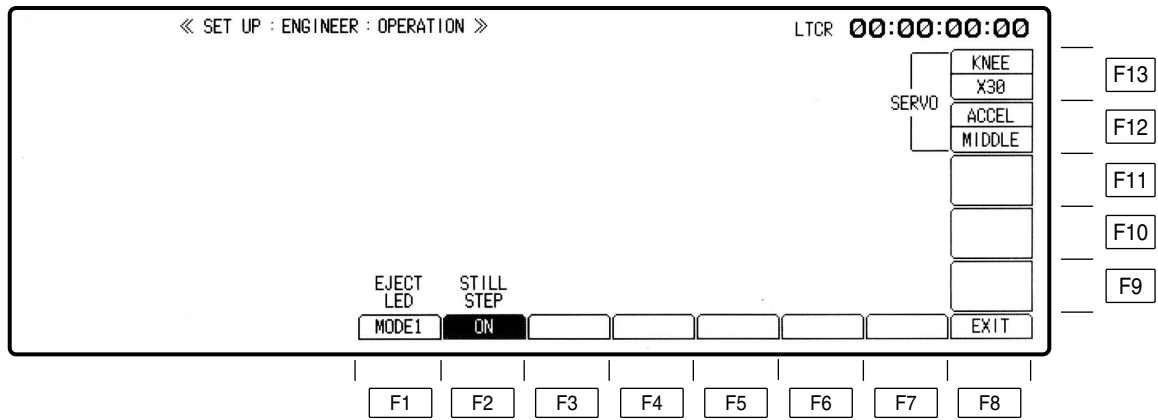 ≪ SET UP : ENGINEER : OPERATION ≫ LTCR 00:00:00:00
KNEE
X30
F13
SERVO
ACCEL
MIDDLE
F12
F11
F10
F9
EJECT LED
STILL STEP
MODE1 ON EXIT
F1 F2 F3 F4 F5 F6 F7 F8